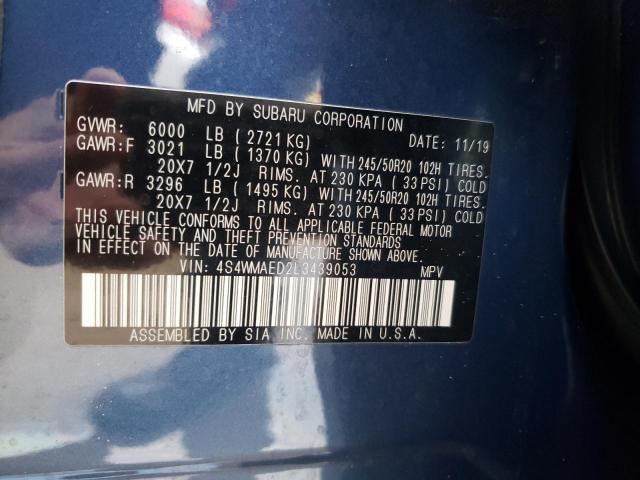 MFD BY SUBARU CORPORATION
GVWR: 6000 LB ( 2721 KG) DATE: 11/19
GAWR:F 3021 LB ( 1370 KG) WITH 245/50R20 102H TIRES.
20X7 1/2J RIMS. AT 230 KPA ( 33 PSI) COLD
GAWR:R 3296 LB ( 1495 KG) WITH 245/50R20 102H TIRES.
20X7 1/2J RIMS. AT 230 KPA ( 33 PSI) COLD
THIS VEHICLE CONFORMS TO ALL APPLICABLE FEDERAL MOTOR
VEHICLE SAFETY AND THEFT PREVENTION STANDARDS
IN EFFECT ON THE DATE OF MANUFACTURE SHOWN ABOVE.
VIN: 4S4WMAED2L3439053 MPV
ASSEMBLED BY SIA INC. MADE IN U.S.A.